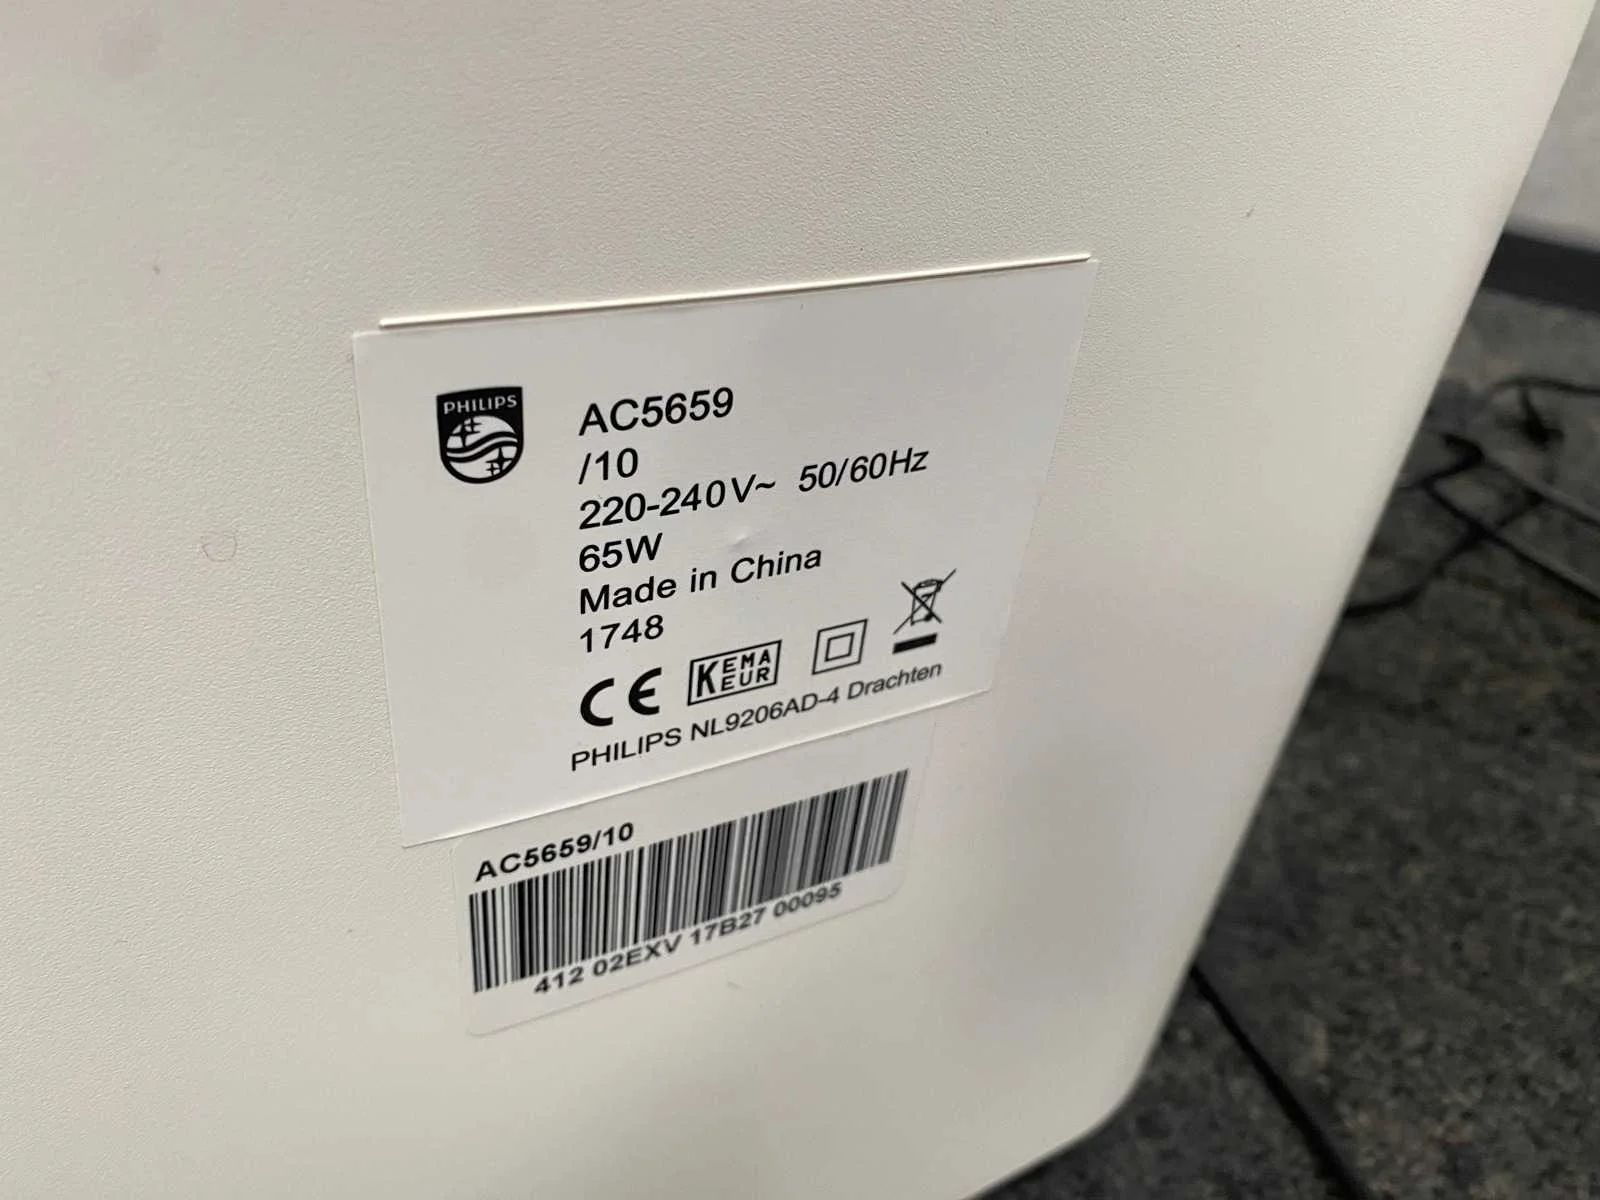 PHILIPS
AC5659
/10
220-240V~ 50/60Hz
65W
Made in China
1748
CE KEMA EUR
PHILIPS NL9206AD-4 Drachten
AC5659/10
412 02EXV 17B27 00095